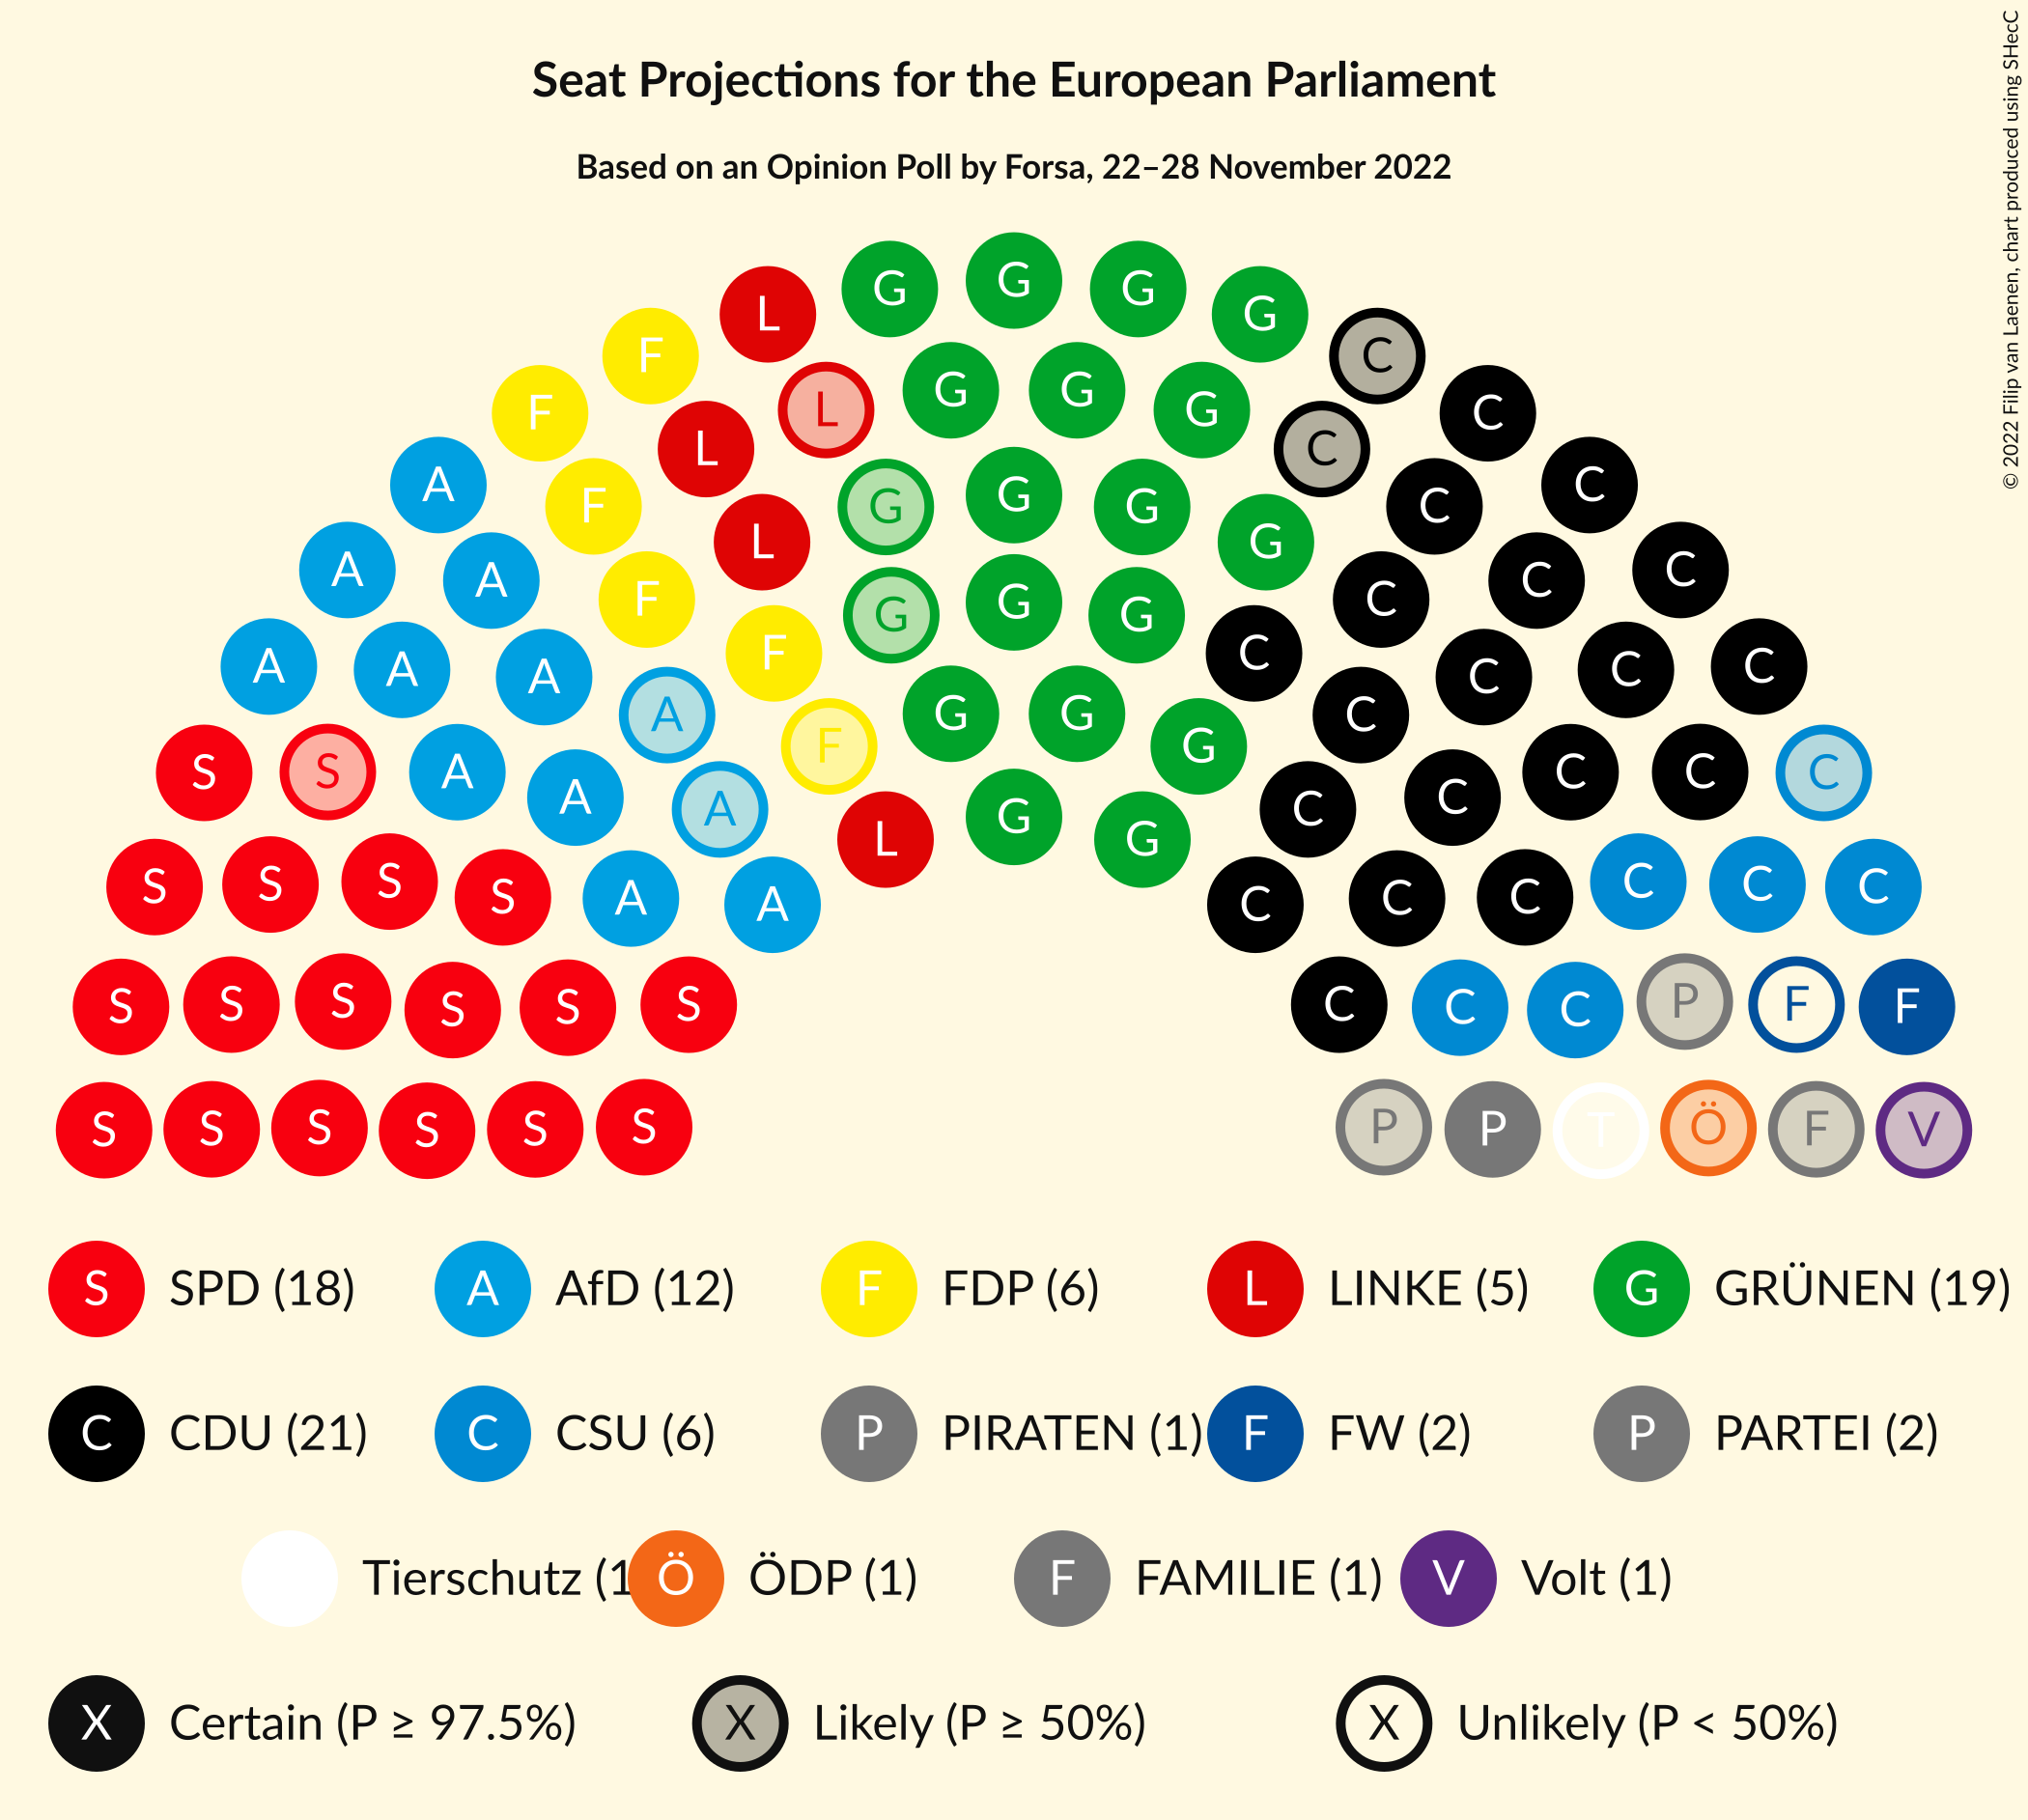 Seat Projections for the European Parliament
Based on an Opinion Poll by Forsa, 22–28 November 2022
© 2022 Filip van Laenen, chart produced using SHecC
G G G G
L L C
F G G G C
F L G G G C C
A F L G C C
A A F G G G C C C
A A A F A G G G C C C C C
S S A A A F L G G C C C C C
S S S S A A C C C C C C
S S S S S S C C C P F F
S S S S S S P P T Ö F V
S SPD (18) A AfD (12) F FDP (6) L LINKE (5) G GRÜNEN (19)
C CDU (21) C CSU (6) P PIRATEN (1) F FW (2) P PARTEI (2)
Tierschutz (1 Ö ÖDP (1) F FAMILIE (1) V Volt (1)
X Certain (P ≥ 97.5%) X Likely (P ≥ 50%) X Unlikely (P < 50%)